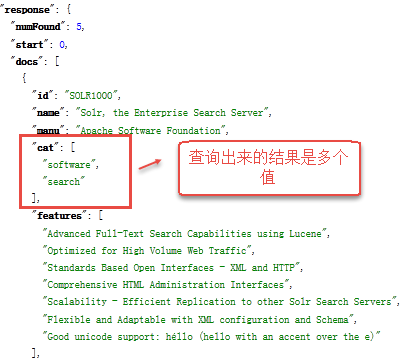 "response": {
"numFound": 5,
"start": 0,
"docs": [
{
"id": "SOLR1000",
"name": "Solr, the Enterprise Search Server",
"manu": "Apache Software Foundation",
"cat": [
"software",
"search"
],
查询出来的结果是多个
值
"features": [
"Advanced Full-Text Search Capabilities using Lucene",
"Optimized for High Volume Web Traffic",
"Standards Based Open Interfaces - XML and HTTP",
"Comprehensive HTML Administration Interfaces",
"Scalability - Efficient Replication to other Solr Search Servers",
"Flexible and Adaptable with XML configuration and Schema",
"Good unicode support: héllo (hello with an accent over the e)"
],